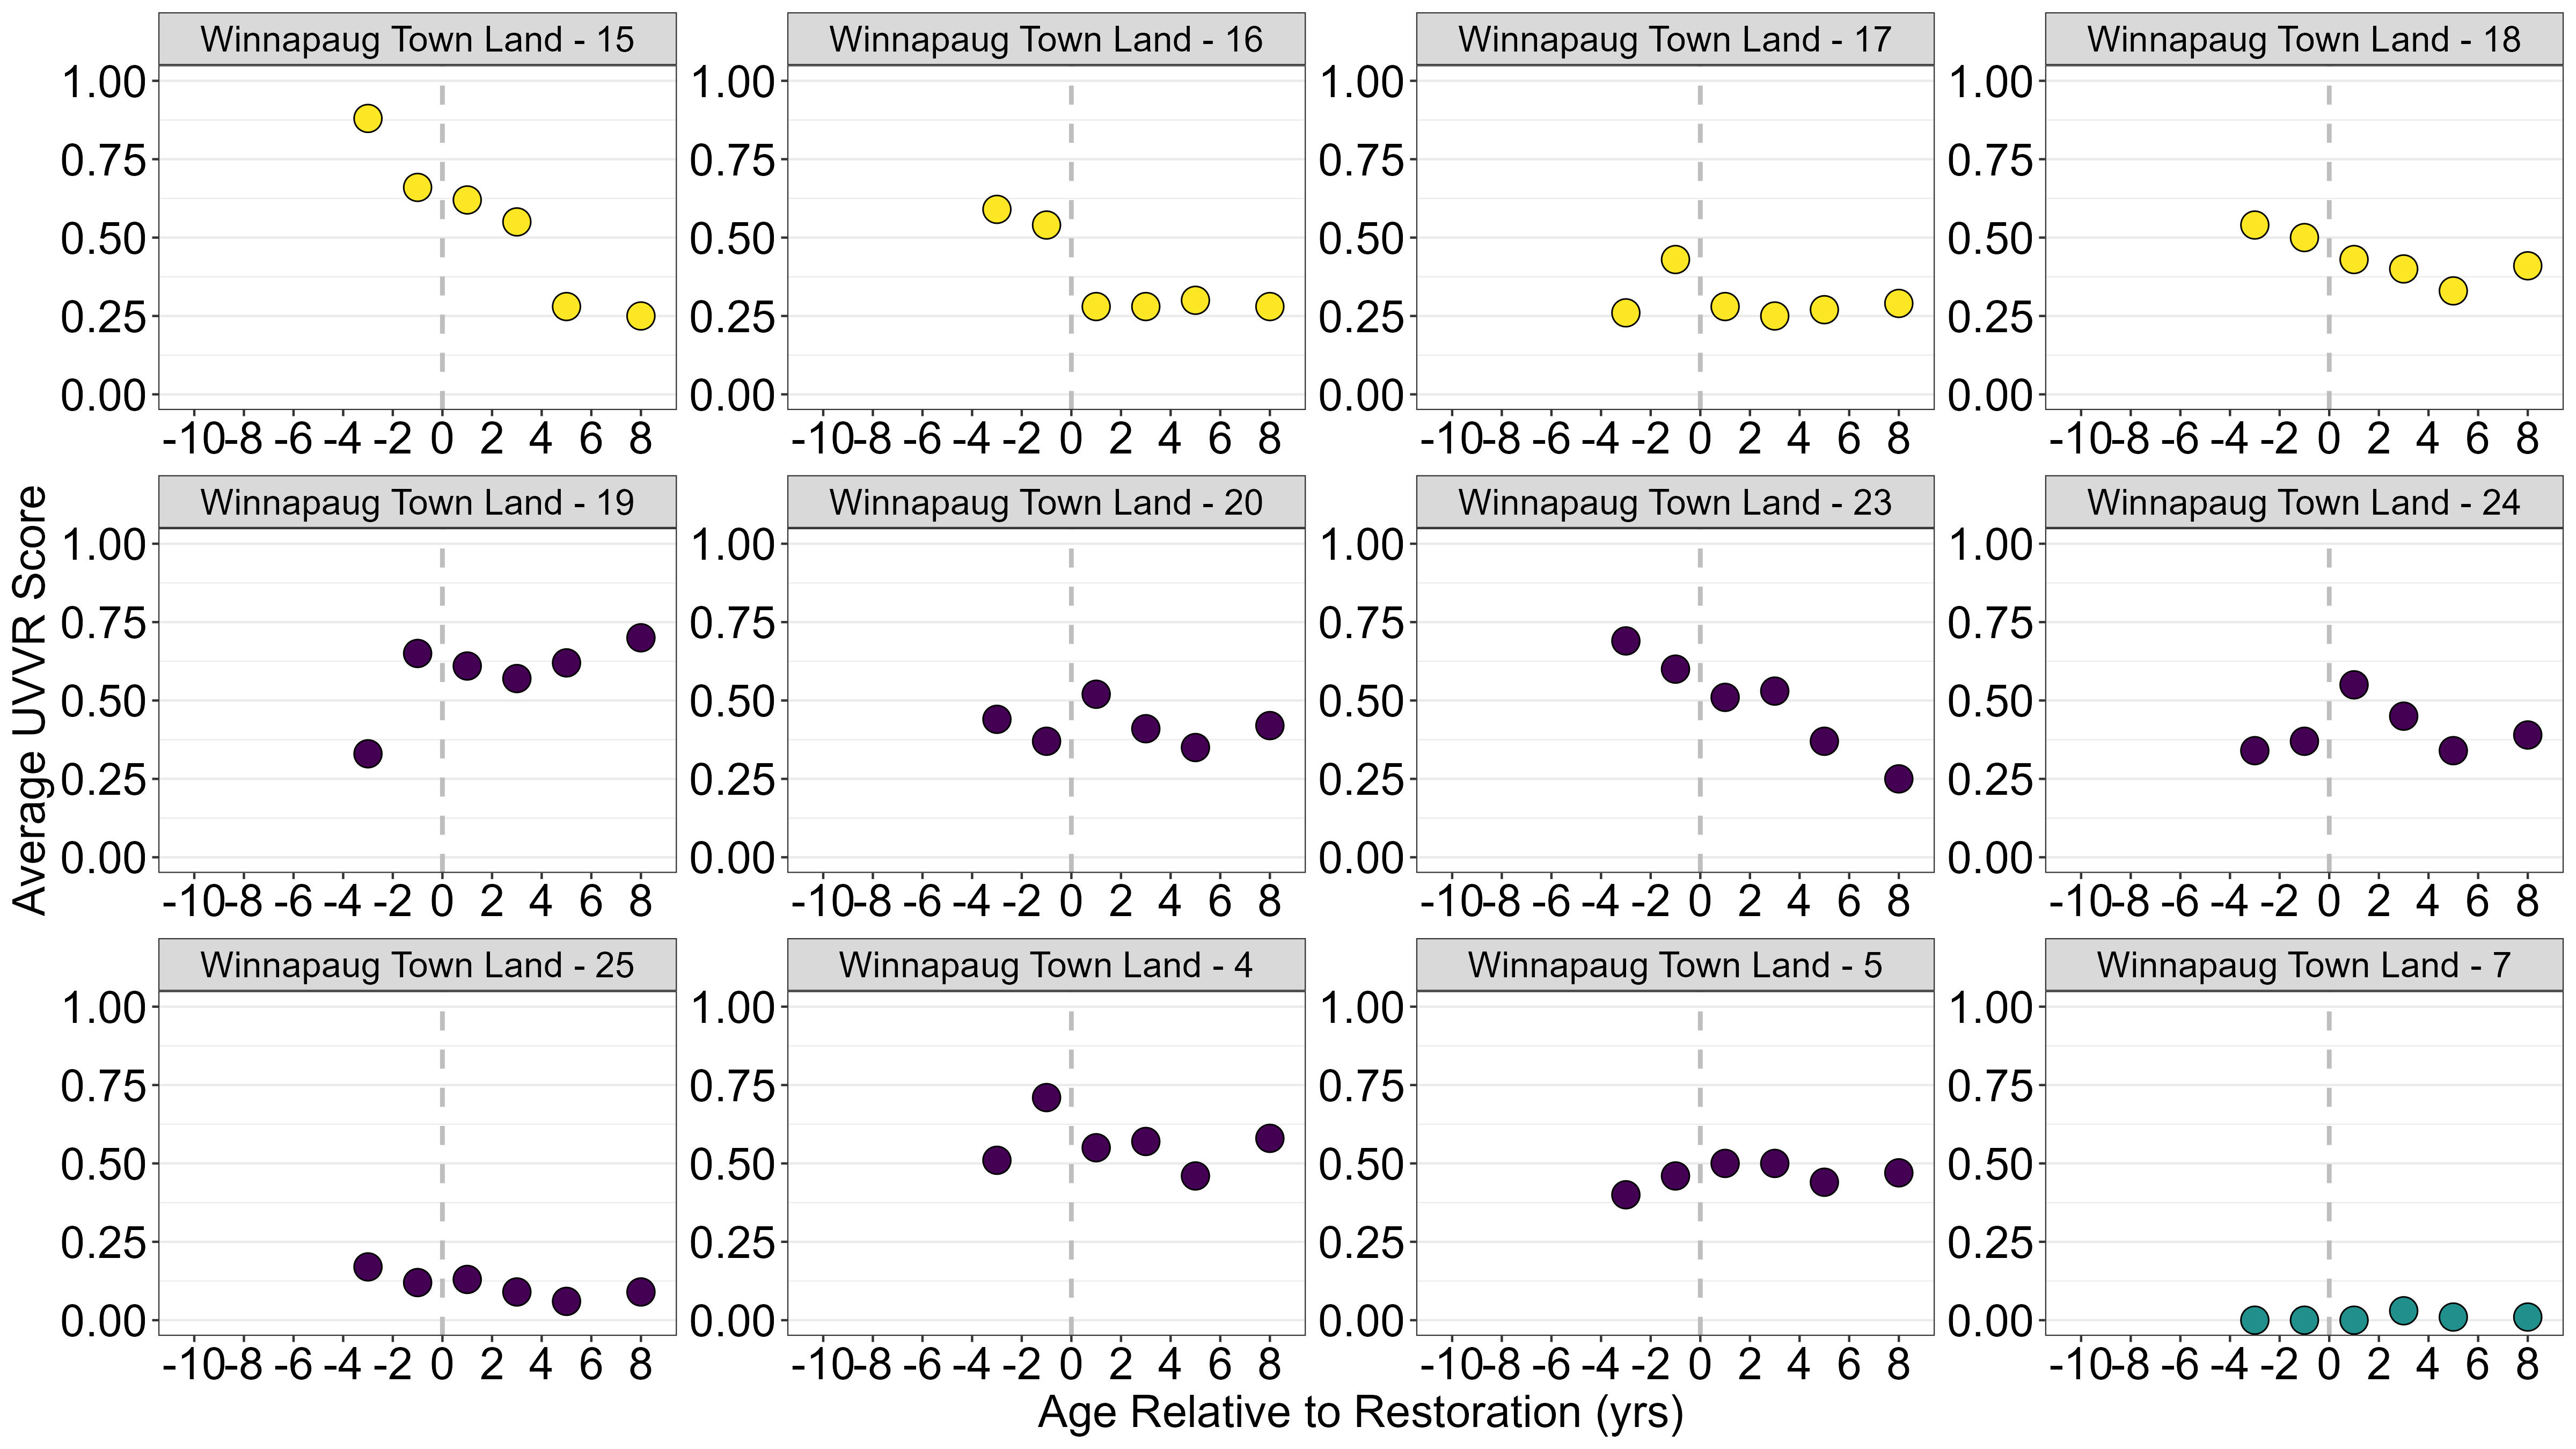 Winnapaug Town Land - 15 Winnapaug Town Land - 16 Winnapaug Town Land - 17 Winnapaug Town Land - 18
1.00 1.00 1.00 1.00
0.75 0.75 0.75 0.75
0.50 0.50 0.50 0.50
0.25 0.25 0.25 0.25
0.00 0.00 0.00 0.00
-10 -8 -6 -4 -2 0 2 4 6 8 -10 -8 -6 -4 -2 0 2 4 6 8 -10 -8 -6 -4 -2 0 2 4 6 8 -10 -8 -6 -4 -2 0 2 4 6 8
Average UVVR Score
Winnapaug Town Land - 19 Winnapaug Town Land - 20 Winnapaug Town Land - 23 Winnapaug Town Land - 24
1.00 1.00 1.00 1.00
0.75 0.75 0.75 0.75
0.50 0.50 0.50 0.50
0.25 0.25 0.25 0.25
0.00 0.00 0.00 0.00
-10 -8 -6 -4 -2 0 2 4 6 8 -10 -8 -6 -4 -2 0 2 4 6 8 -10 -8 -6 -4 -2 0 2 4 6 8 -10 -8 -6 -4 -2 0 2 4 6 8
Winnapaug Town Land - 25 Winnapaug Town Land - 4 Winnapaug Town Land - 5 Winnapaug Town Land - 7
1.00 1.00 1.00 1.00
0.75 0.75 0.75 0.75
0.50 0.50 0.50 0.50
0.25 0.25 0.25 0.25
0.00 0.00 0.00 0.00
-10 -8 -6 -4 -2 0 2 4 6 8 -10 -8 -6 -4 -2 0 2 4 6 8 -10 -8 -6 -4 -2 0 2 4 6 8 -10 -8 -6 -4 -2 0 2 4 6 8
Age Relative to Restoration (yrs)